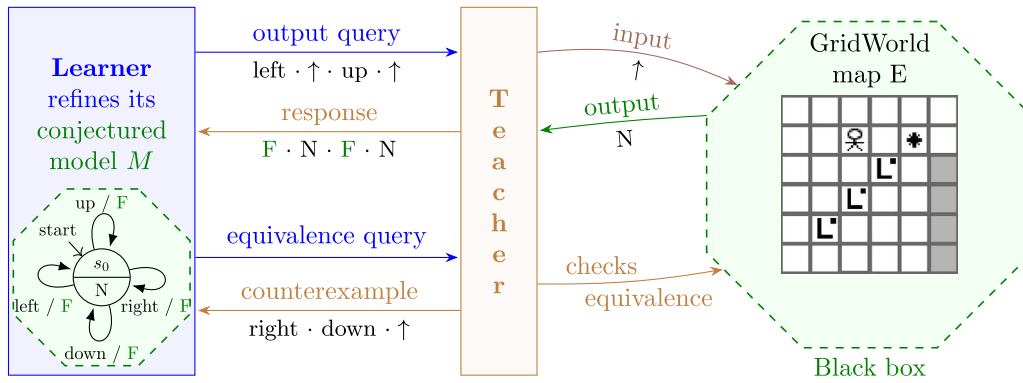 Learner
refines its
conjectured
model M
up / F
start
s0
N
left / F
right / F
down / F
output query
left · ↑ · up · ↑
response
F · N · F · N
equivalence query
counterexample
right · down · ↑
T
e
a
c
h
e
r
input
↑
output
N
checks
equivalence
GridWorld
map E
L
L
L
Black box